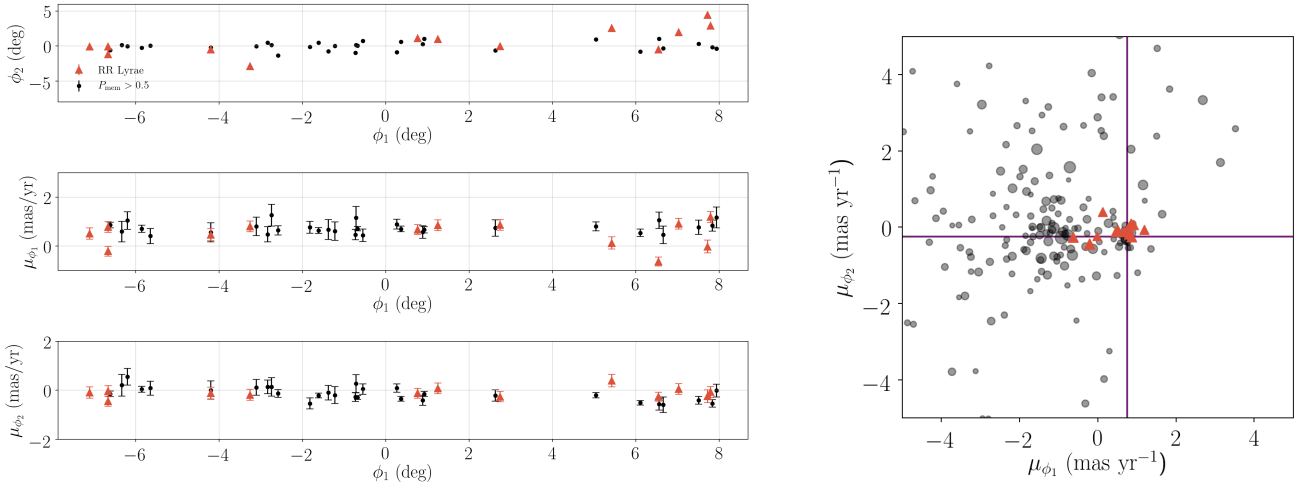 5
0
−5
ϕ2 (deg)
RR Lyrae
Pmem > 0.5
−6 −4 −2 0 2 4 6 8
ϕ1 (deg)
2
0
μϕ1 (mas/yr)
−6 −4 −2 0 2 4 6 8
ϕ1 (deg)
2
0
−2
μϕ2 (mas/yr)
−6 −4 −2 0 2 4 6 8
ϕ1 (deg)
4
2
0
−2
−4
μϕ2 (mas yr−1)
−4 −2 0 2 4
μϕ1 (mas yr−1)